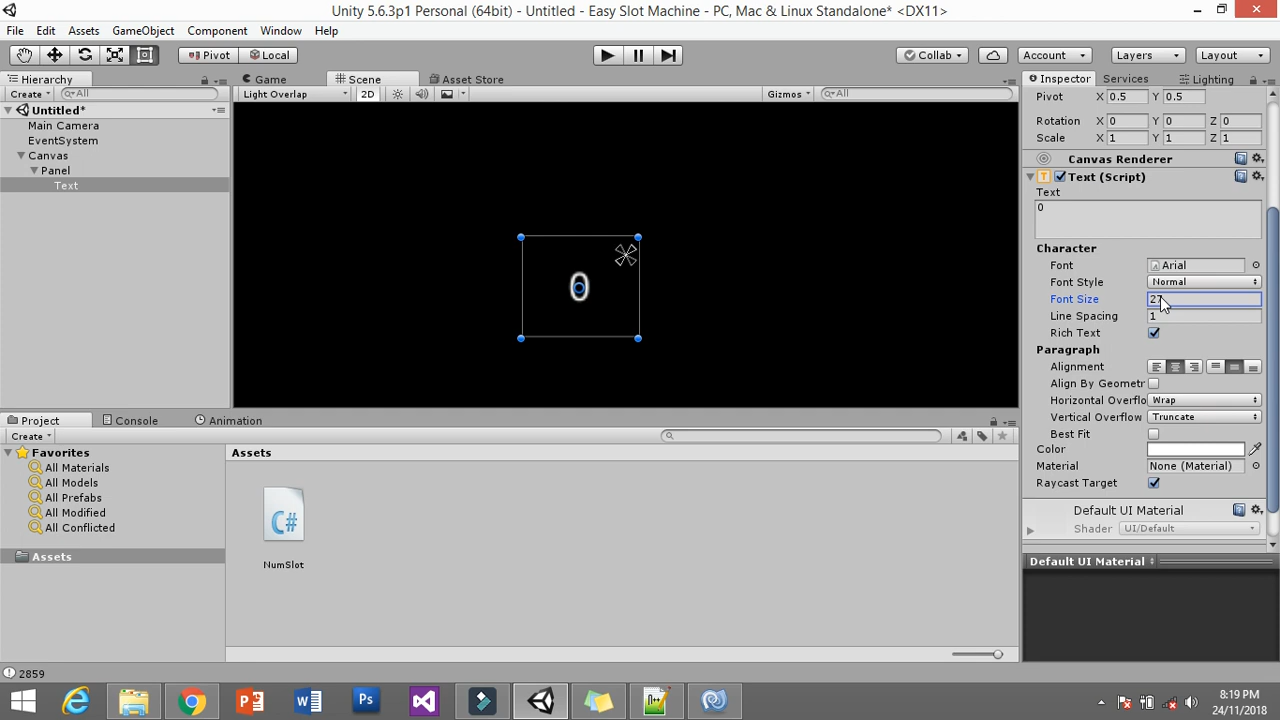 Unity 5.6.3p1 Personal (64bit) - Untitled - Easy Slot Machine - PC, Mac & Linux Standalone* <DX11>
File Edit Assets GameObject Component Window Help
Pivot Local Collab Account Layers Layout
Hierarchy Game Scene Asset Store Inspector Services Lighting
Create All Light Overlap 2D Gizmos All
Pivot X 0.5 Y 0.5
Untitled*
Main Camera
EventSystem
Canvas
Panel
Text
Rotation X 0 Y 0 Z 0
Scale X 1 Y 1 Z 1
Canvas Renderer
Text (Script)
Text
0
0
Character
Font Arial
Font Style Normal
Font Size 27
Line Spacing 1
Rich Text
Paragraph
Alignment
Align By Geometr
Horizontal Overflo Wrap
Vertical Overflow Truncate
Best Fit
Color
Material None (Material)
Raycast Target
Default UI Material
Shader UI/Default
Default UI Material
Project Console Animation
Create
Favorites
All Materials
All Models
All Prefabs
All Modified
All Conflicted
Assets
Assets
C#
NumSlot
2859
8:19 PM
24/11/2018